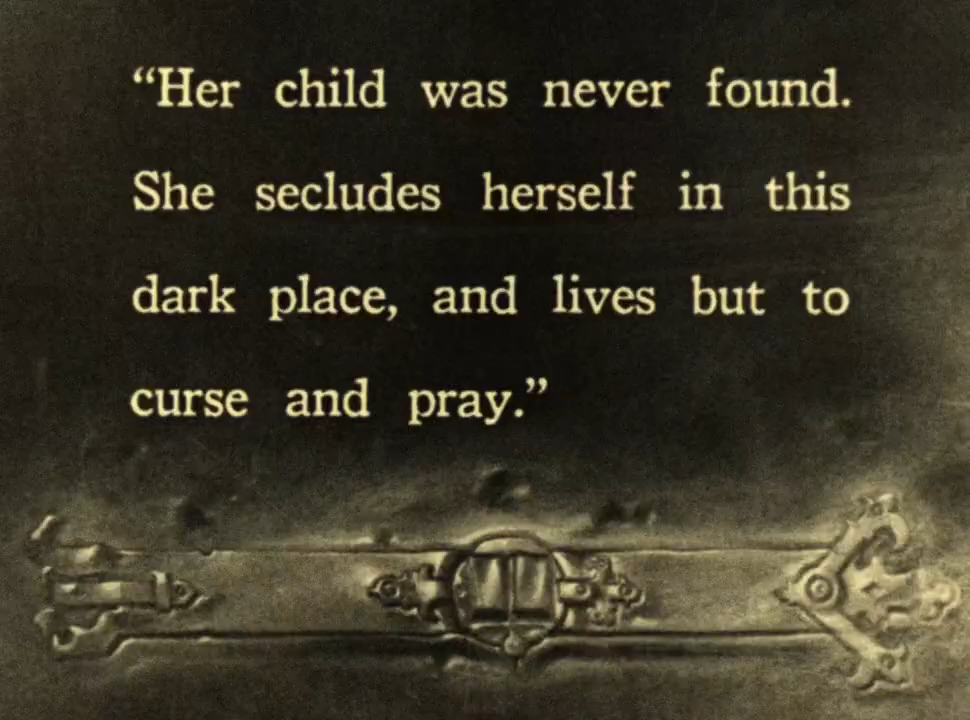 “Her child was never found.
She secludes herself in this
dark place, and lives but to
curse and pray.”